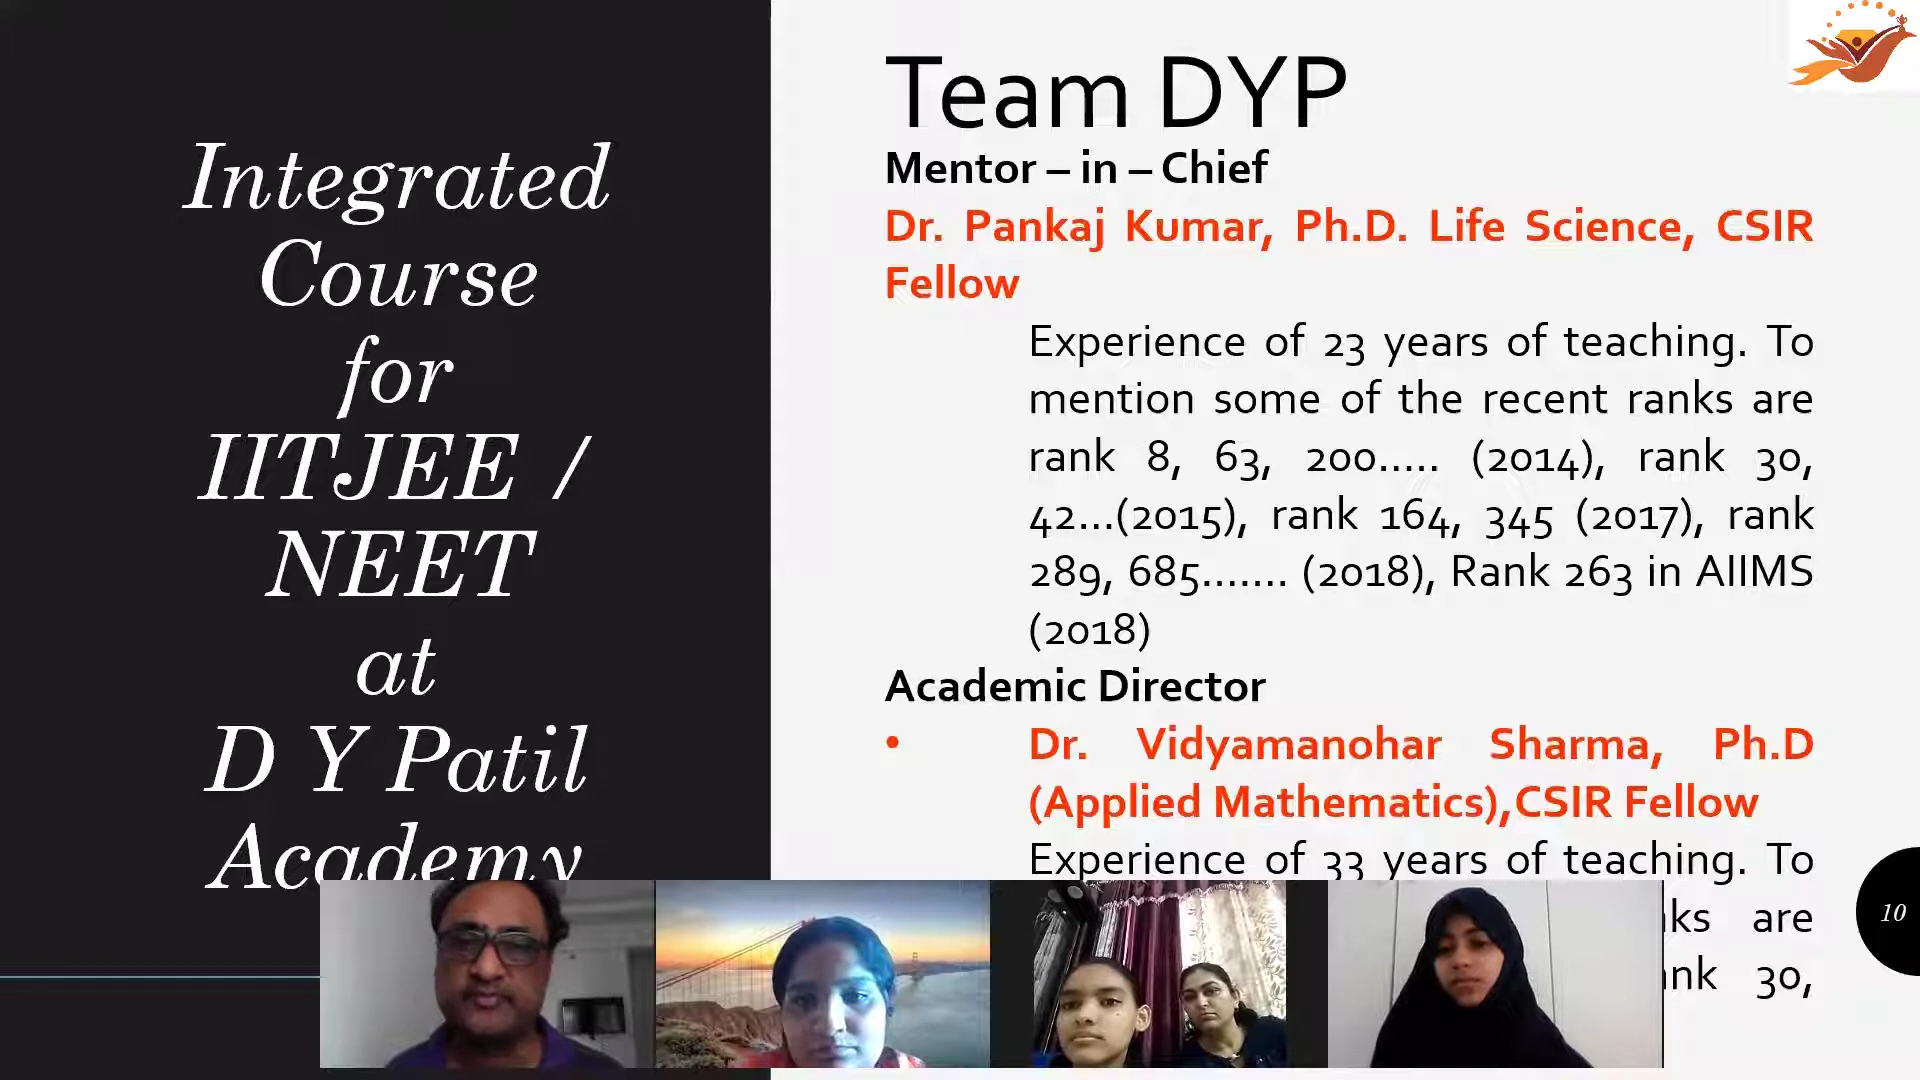 Integrated
Course
for
IITJEE /
NEET
at
D Y Patil
Academy
Team DYP
Mentor – in – Chief
Dr. Pankaj Kumar, Ph.D. Life Science, CSIR
Fellow
Experience of 23 years of teaching. To
mention some of the recent ranks are
rank 8, 63, 200..... (2014), rank 30,
42...(2015), rank 164, 345 (2017), rank
289, 685....... (2018), Rank 263 in AIIMS
(2018)
Academic Director
• Dr. Vidyamanohar Sharma, Ph.D
(Applied Mathematics),CSIR Fellow
Experience of 33 years of teaching. To
are
30,
10